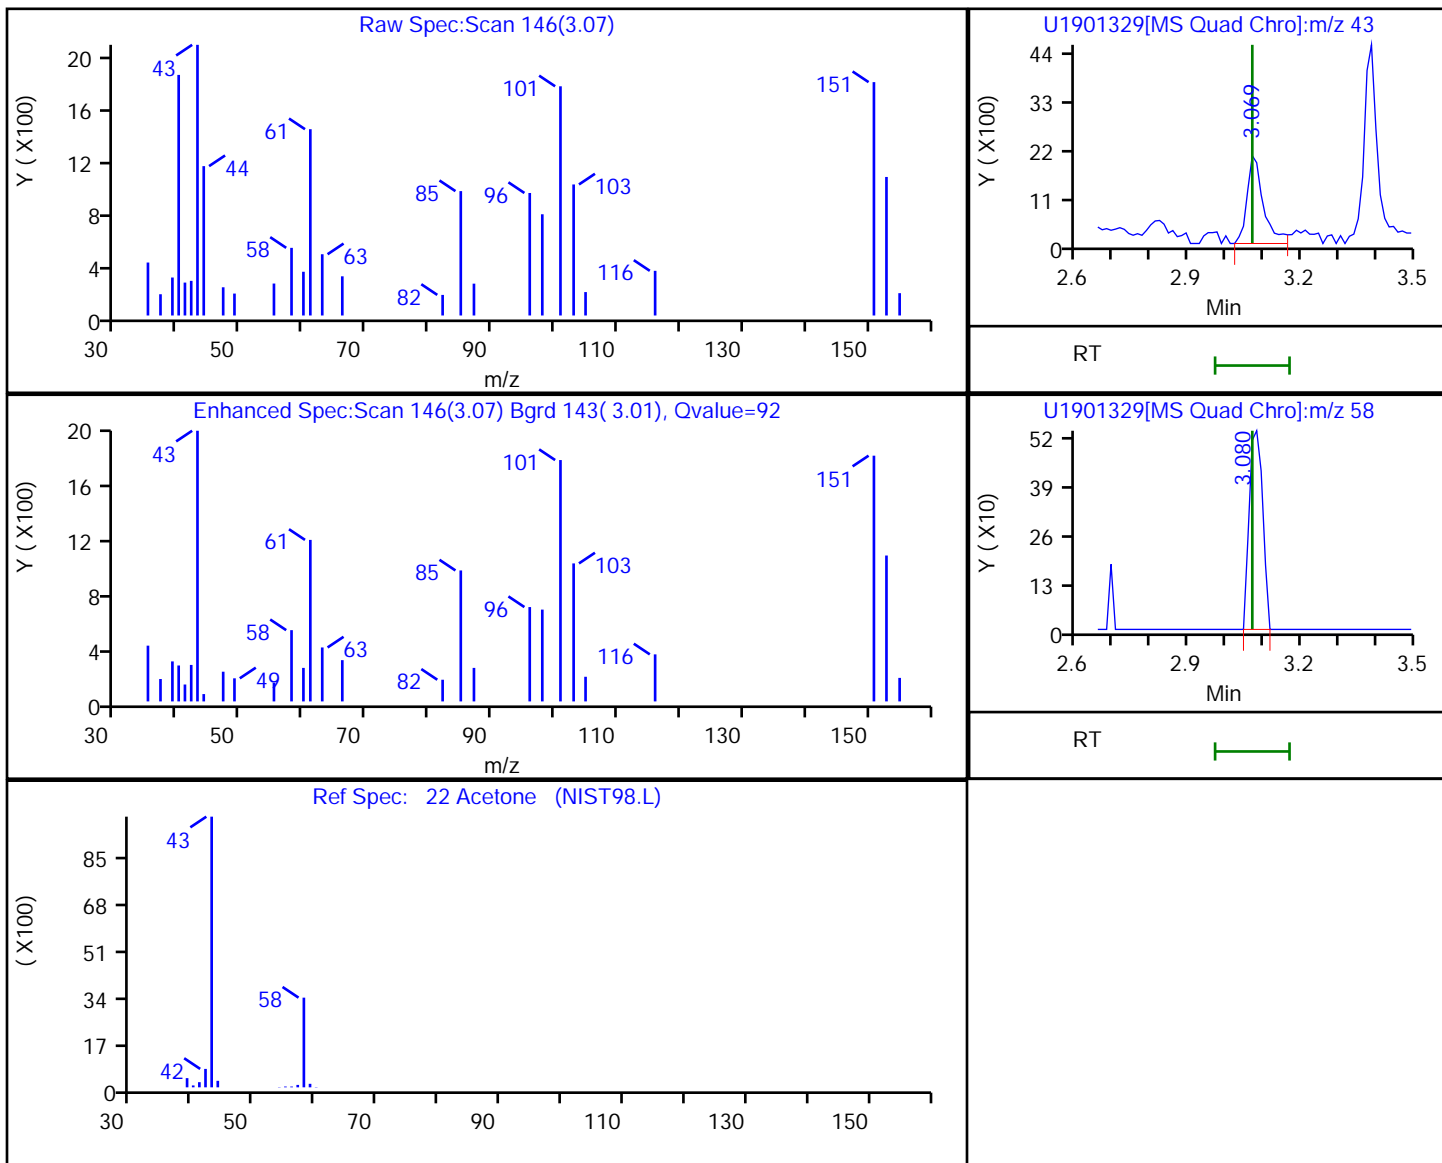 Raw Spec:Scan 146(3.07)
20
16
12
8
4
0
Y ( X100)
43
44
58
61
63
82
85
96
101
103
116
151
30 50 70 90 110 130 150
m/z
U1901329[MS Quad Chro]:m/z 43
44
33
22
11
0
Y ( X100)
3.069
2.6 2.9 3.2 3.5
Min
RT
Enhanced Spec:Scan 146(3.07) Bgrd 143( 3.01), Qvalue=92
20
16
12
8
4
0
Y ( X100)
43
49
58
61
63
82
85
96
101
103
116
151
30 50 70 90 110 130 150
m/z
U1901329[MS Quad Chro]:m/z 58
52
39
26
13
0
Y ( X10)
3.080
2.6 2.9 3.2 3.5
Min
RT
Ref Spec: 22 Acetone (NIST98.L)
85
68
51
34
17
0
( X100)
43
42
58
30 50 70 90 110 130 150